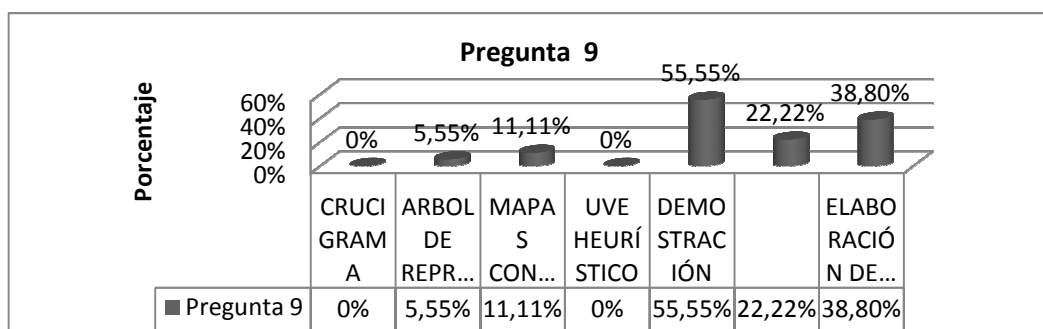 Pregunta 9
Porcentaje
60%
40%
20%
0%
0%
5,55%
11,11%
0%
55,55%
22,22%
38,80%
CRUCI
GRAM
A
ARBOL
DE
REPR...
MAPA
S
CON...
UVE
HEURÍ
STICO
DEMO
STRAC
IÓN
ELABO
RACIÓ
N DE...
Pregunta 9 0% 5,55% 11,11% 0% 55,55% 22,22% 38,80%